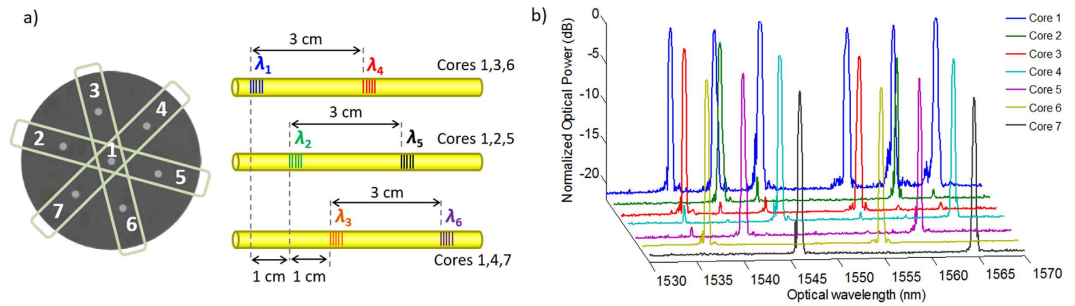 a)
3
4
2
1
5
7
6
3 cm
λ1
λ4
Cores 1,3,6
3 cm
λ2
λ5
Cores 1,2,5
3 cm
λ3
λ6
Cores 1,4,7
1 cm
1 cm
b)
Normalized Optical Power (dB)
0
-5
-10
-15
-20
1530
1535
1540
1545
1550
1555
1560
1565
1570
Optical wavelength (nm)
Core 1
Core 2
Core 3
Core 4
Core 5
Core 6
Core 7